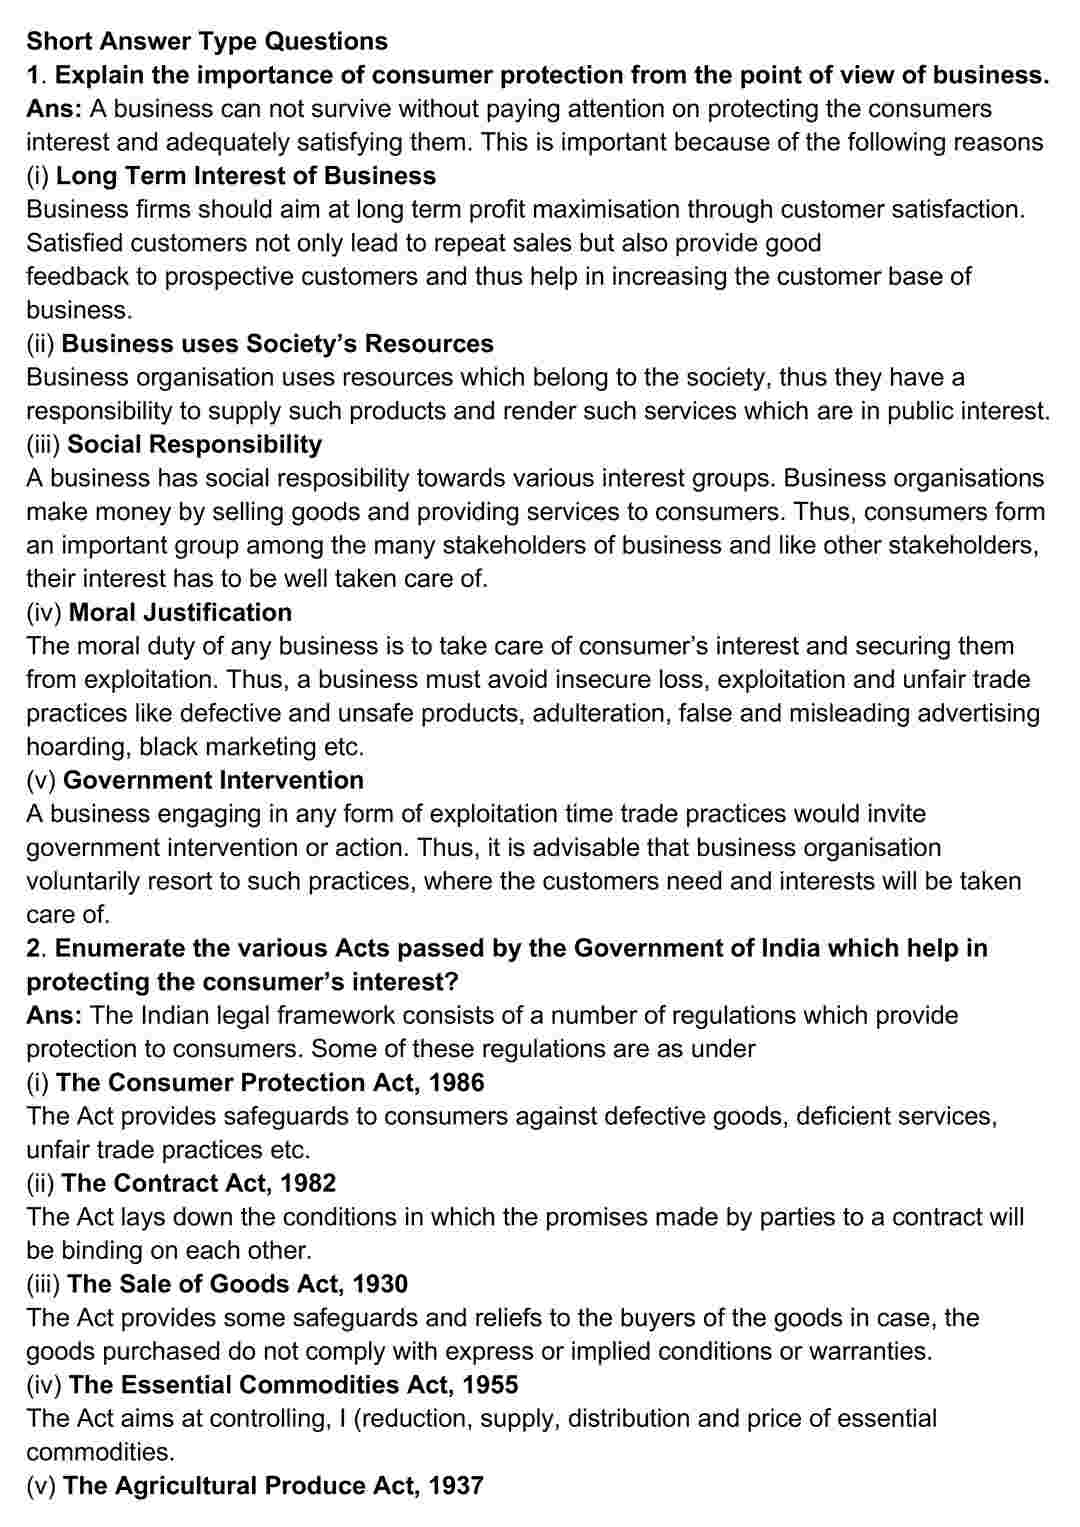 Short Answer Type Questions
1. Explain the importance of consumer protection from the point of view of business.
Ans: A business can not survive without paying attention on protecting the consumers
interest and adequately satisfying them. This is important because of the following reasons
(i) Long Term Interest of Business
Business firms should aim at long term profit maximisation through customer satisfaction.
Satisfied customers not only lead to repeat sales but also provide good
feedback to prospective customers and thus help in increasing the customer base of
business.
(ii) Business uses Society’s Resources
Business organisation uses resources which belong to the society, thus they have a
responsibility to supply such products and render such services which are in public interest.
(iii) Social Responsibility
A business has social resposibility towards various interest groups. Business organisations
make money by selling goods and providing services to consumers. Thus, consumers form
an important group among the many stakeholders of business and like other stakeholders,
their interest has to be well taken care of.
(iv) Moral Justification
The moral duty of any business is to take care of consumer’s interest and securing them
from exploitation. Thus, a business must avoid insecure loss, exploitation and unfair trade
practices like defective and unsafe products, adulteration, false and misleading advertising
hoarding, black marketing etc.
(v) Government Intervention
A business engaging in any form of exploitation time trade practices would invite
government intervention or action. Thus, it is advisable that business organisation
voluntarily resort to such practices, where the customers need and interests will be taken
care of.
2. Enumerate the various Acts passed by the Government of India which help in
protecting the consumer’s interest?
Ans: The Indian legal framework consists of a number of regulations which provide
protection to consumers. Some of these regulations are as under
(i) The Consumer Protection Act, 1986
The Act provides safeguards to consumers against defective goods, deficient services,
unfair trade practices etc.
(ii) The Contract Act, 1982
The Act lays down the conditions in which the promises made by parties to a contract will
be binding on each other.
(iii) The Sale of Goods Act, 1930
The Act provides some safeguards and reliefs to the buyers of the goods in case, the
goods purchased do not comply with express or implied conditions or warranties.
(iv) The Essential Commodities Act, 1955
The Act aims at controlling, I (reduction, supply, distribution and price of essential
commodities.
(v) The Agricultural Produce Act, 1937